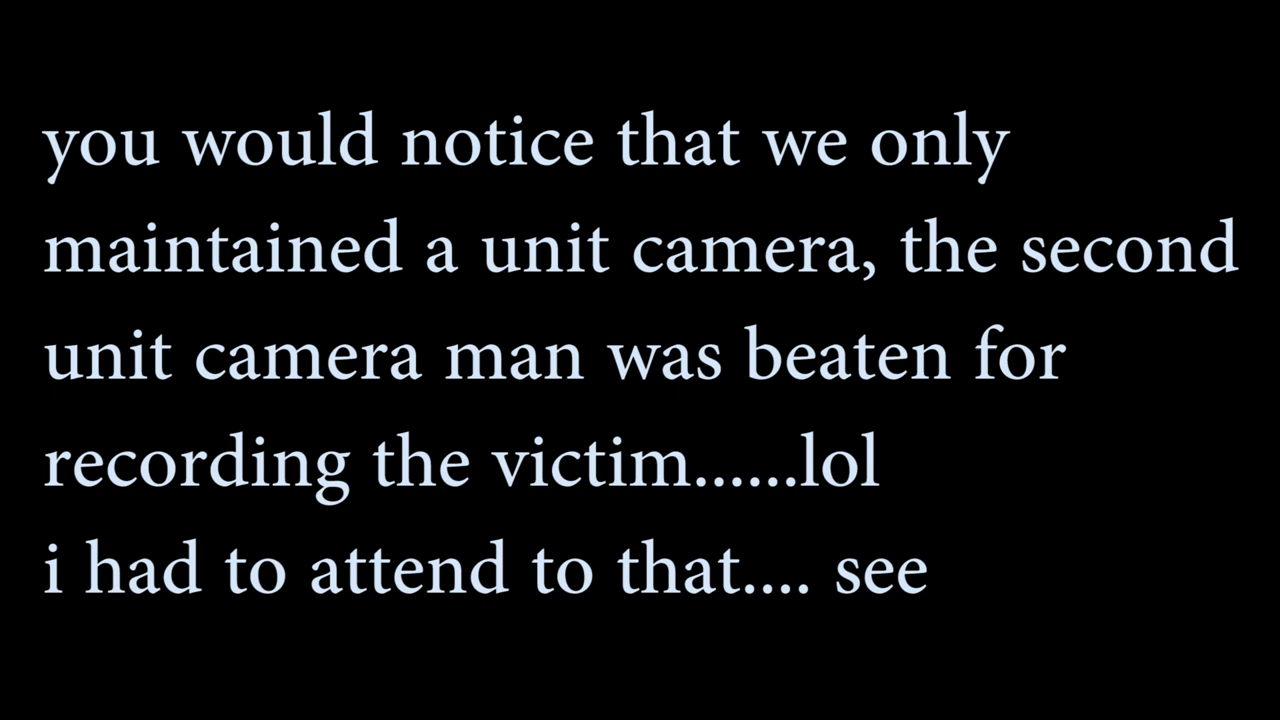 you would notice that we only
maintained a unit camera, the second
unit camera man was beaten for
recording the victim......lol
i had to attend to that.... see